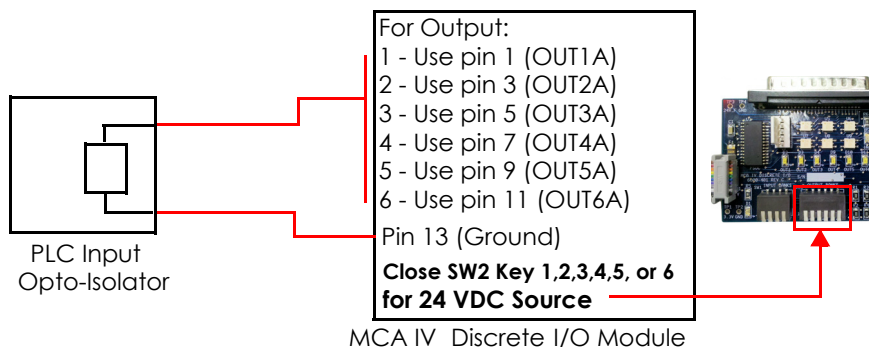 For Output:
1 - Use pin 1 (OUT1A)
2 - Use pin 3 (OUT2A)
3 - Use pin 5 (OUT3A)
4 - Use pin 7 (OUT4A)
5 - Use pin 9 (OUT5A)
6 - Use pin 11 (OUT6A)
Pin 13 (Ground)
Close SW2 Key 1,2,3,4,5, or 6
for 24 VDC Source
PLC Input
Opto-Isolator
MCA IV Discrete I/O Module